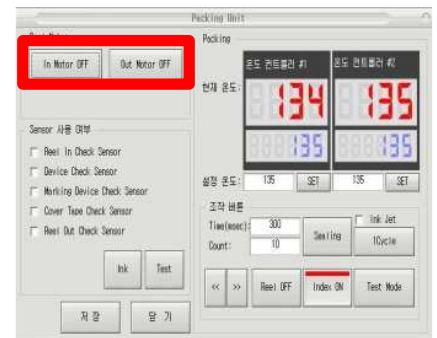 Packing Unit
Reel Motor
In Motor OFF
Out Motor OFF
Sensor 사용 여부
Reel In Check Sensor
Device Check Sensor
Marking Device Check Sensor
Cover Tape Check Sensor
Reel Out Check Sensor
Ink
Test
저 장
닫 기
Packing
온도 컨트롤러 #1
온도 컨트롤러 #2
현재 온도:
134
135
135
135
설정 온도:
135
SET
135
SET
조작 버튼
Time(msec):
300
Count:
10
Sealing
Ink Jet
1Cycle
<<
>>
Reel OFF
Index ON
Test Mode